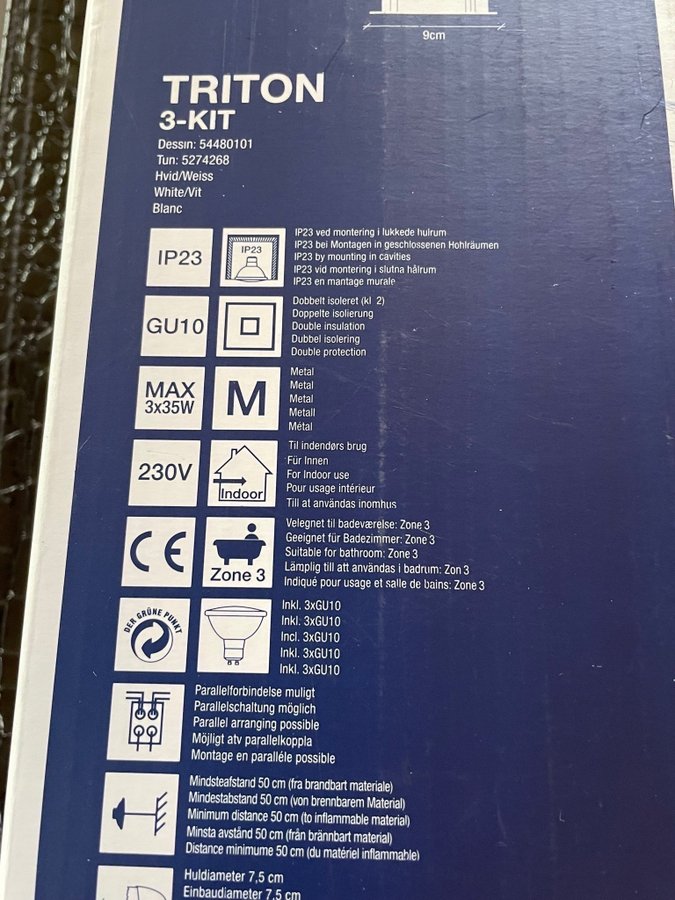 9cm
TRITON
3-KIT
Dessin: 54480101
Tun: 5274268
Hvid/Weiss
White/Vit
Blanc
IP23
IP23
IP23 ved montering i lukkede hulrum
IP23 bei Montagen in geschlossenen Hohlräumen
IP23 by mounting in cavities
IP23 vid montering i slutna hålrum
IP23 en mantage murale
GU10
Dobbelt isoleret (kl 2)
Doppelte isolierung
Double insulation
Dubbel isolering
Double protection
MAX
3x35W
M
Metal
Metal
Metal
Metall
Métal
230V
Indoor
Til indendørs brug
Für Innen
For Indoor use
Pour usage intérieur
Till at användas inomhus
CE
Zone 3
Velegnet til badeværelse: Zone 3
Geeignet für Badezimmer: Zone 3
Suitable for bathroom: Zone 3
Lämplig till att användas i badrum: Zon 3
Indiqué pour usage et salle de bains: Zone 3
DER GRÜNE PUNKT
Inkl. 3xGU10
Inkl. 3xGU10
Incl. 3xGU10
Inkl. 3xGU10
Inkl. 3xGU10
Parallelforbindelse muligt
Parallelschaltung möglich
Parallel arranging possible
Möjligt atv parallelkoppla
Montage en paralléle possible
Mindsteafstand 50 cm (fra brandbart materiale)
Mindestabstand 50 cm (von brennbarem Material)
Minimum distance 50 cm (to inflammable material)
Minsta avstånd 50 cm (från brännbart material)
Distance minimume 50 cm (du matériel inflammable)
Huldiameter 7,5 cm
Einbaudiameter 7,5 cm